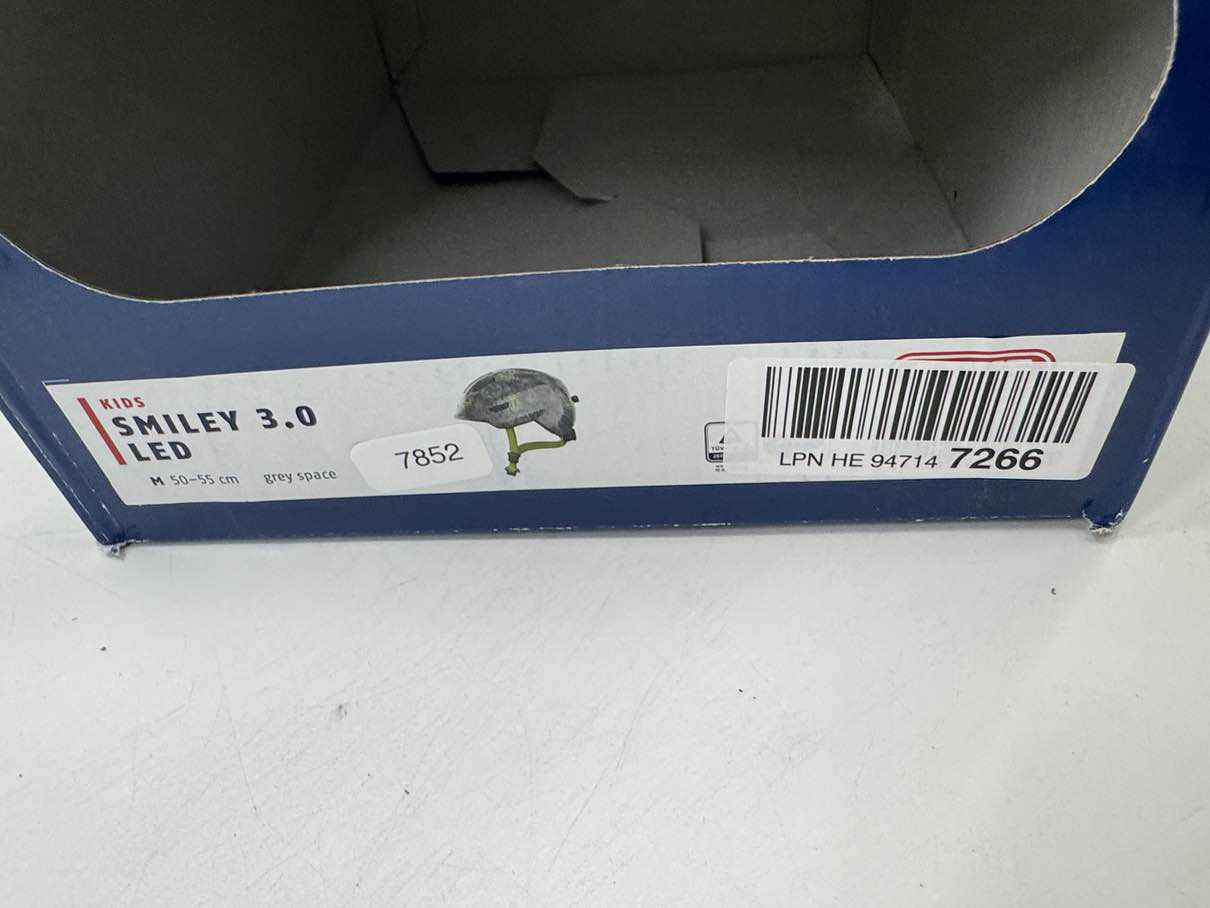 KIDS
SMILEY 3.0
LED
M 50–55 cm grey space
7852
LPN HE 94714 7266